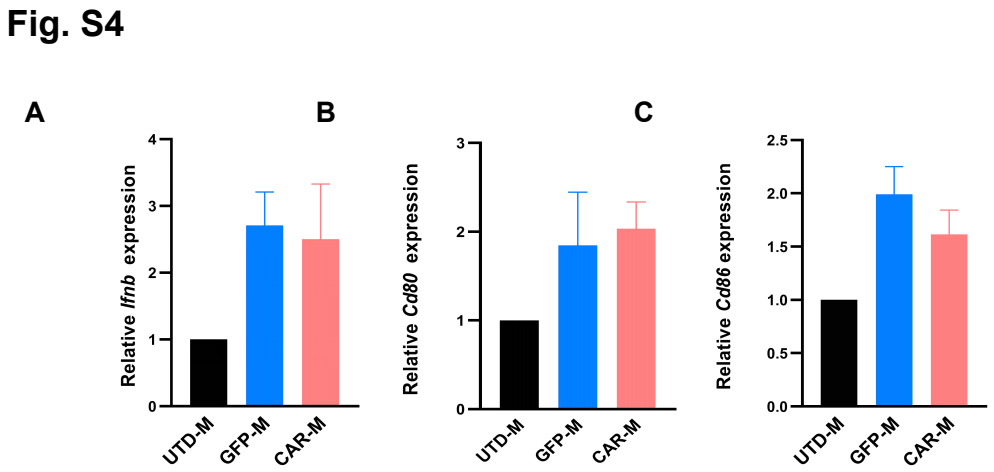 Fig. S4
A
Relative Ifnb expression
4
3
2
1
0
UTD-M
GFP-M
CAR-M
B
Relative Cd80 expression
3
2
1
0
UTD-M
GFP-M
CAR-M
C
Relative Cd86 expression
2.5
2.0
1.5
1.0
0.5
0.0
UTD-M
GFP-M
CAR-M